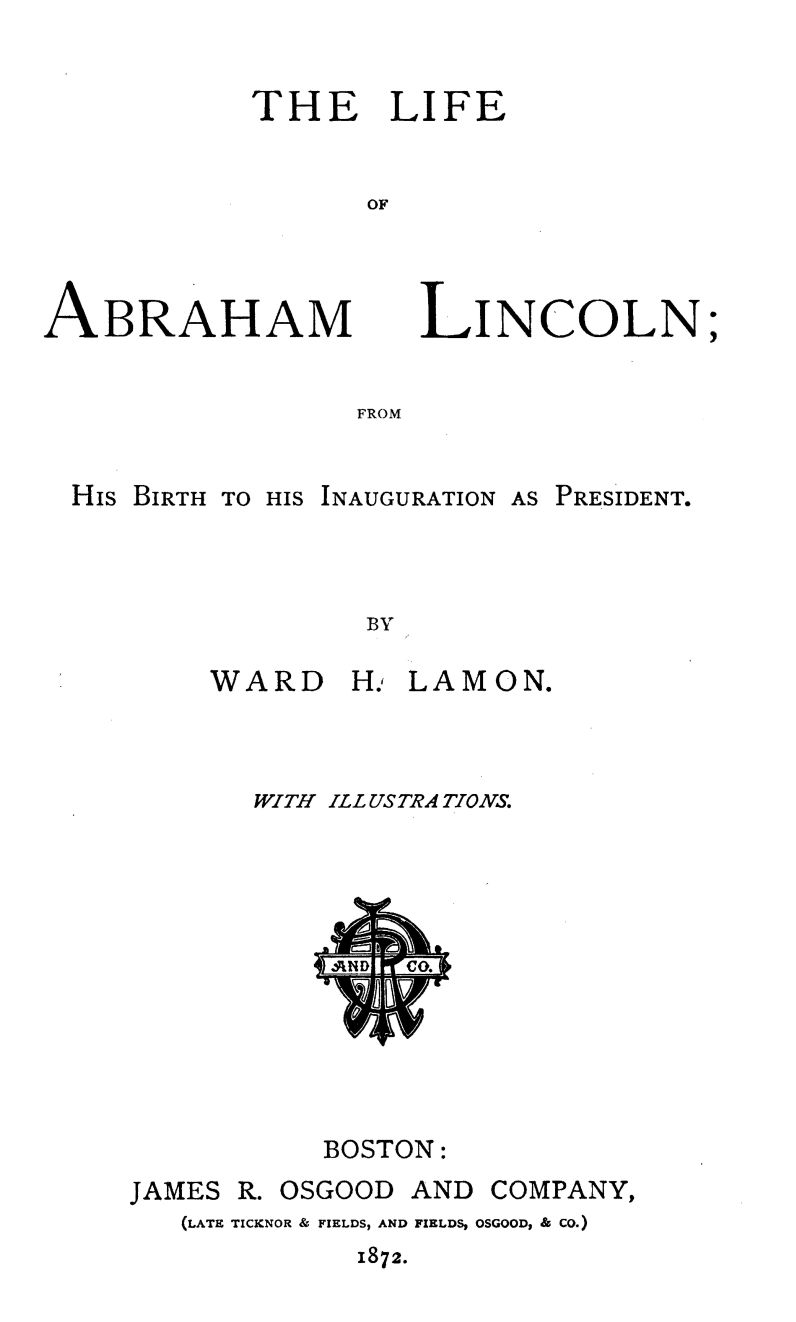 THE LIFE
OF
ABRAHAM LINCOLN;
FROM
HIS BIRTH TO HIS INAUGURATION AS PRESIDENT.
BY
WARD H. LAMON.
WITH ILLUSTRATIONS.
AND CO.
BOSTON:
JAMES R. OSGOOD AND COMPANY,
(LATE TICKNOR & FIELDS, AND FIELDS, OSGOOD, & CO.)
1872.